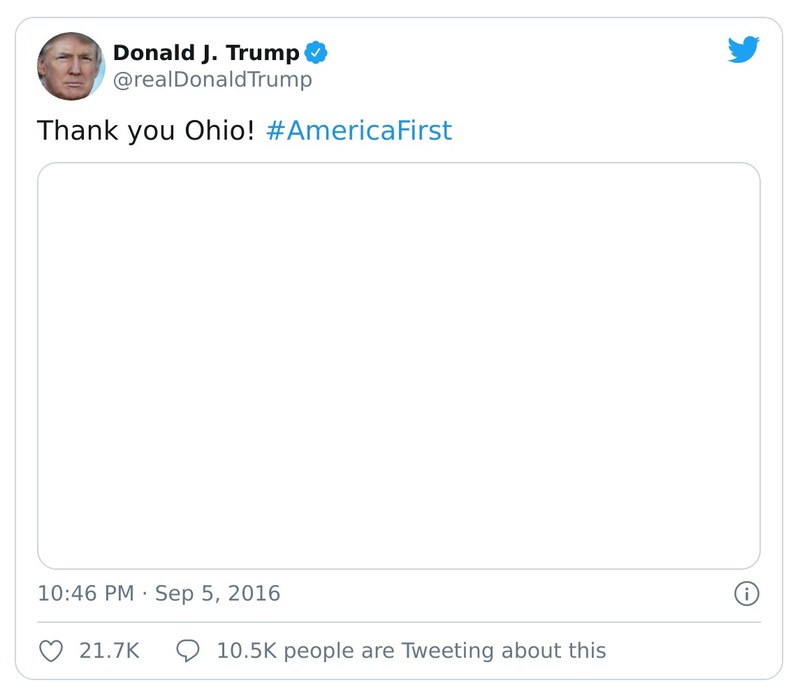 Donald J. Trump
@realDonaldTrump
Thank you Ohio! #AmericaFirst
10:46 PM · Sep 5, 2016
21.7K 10.5K people are Tweeting about this